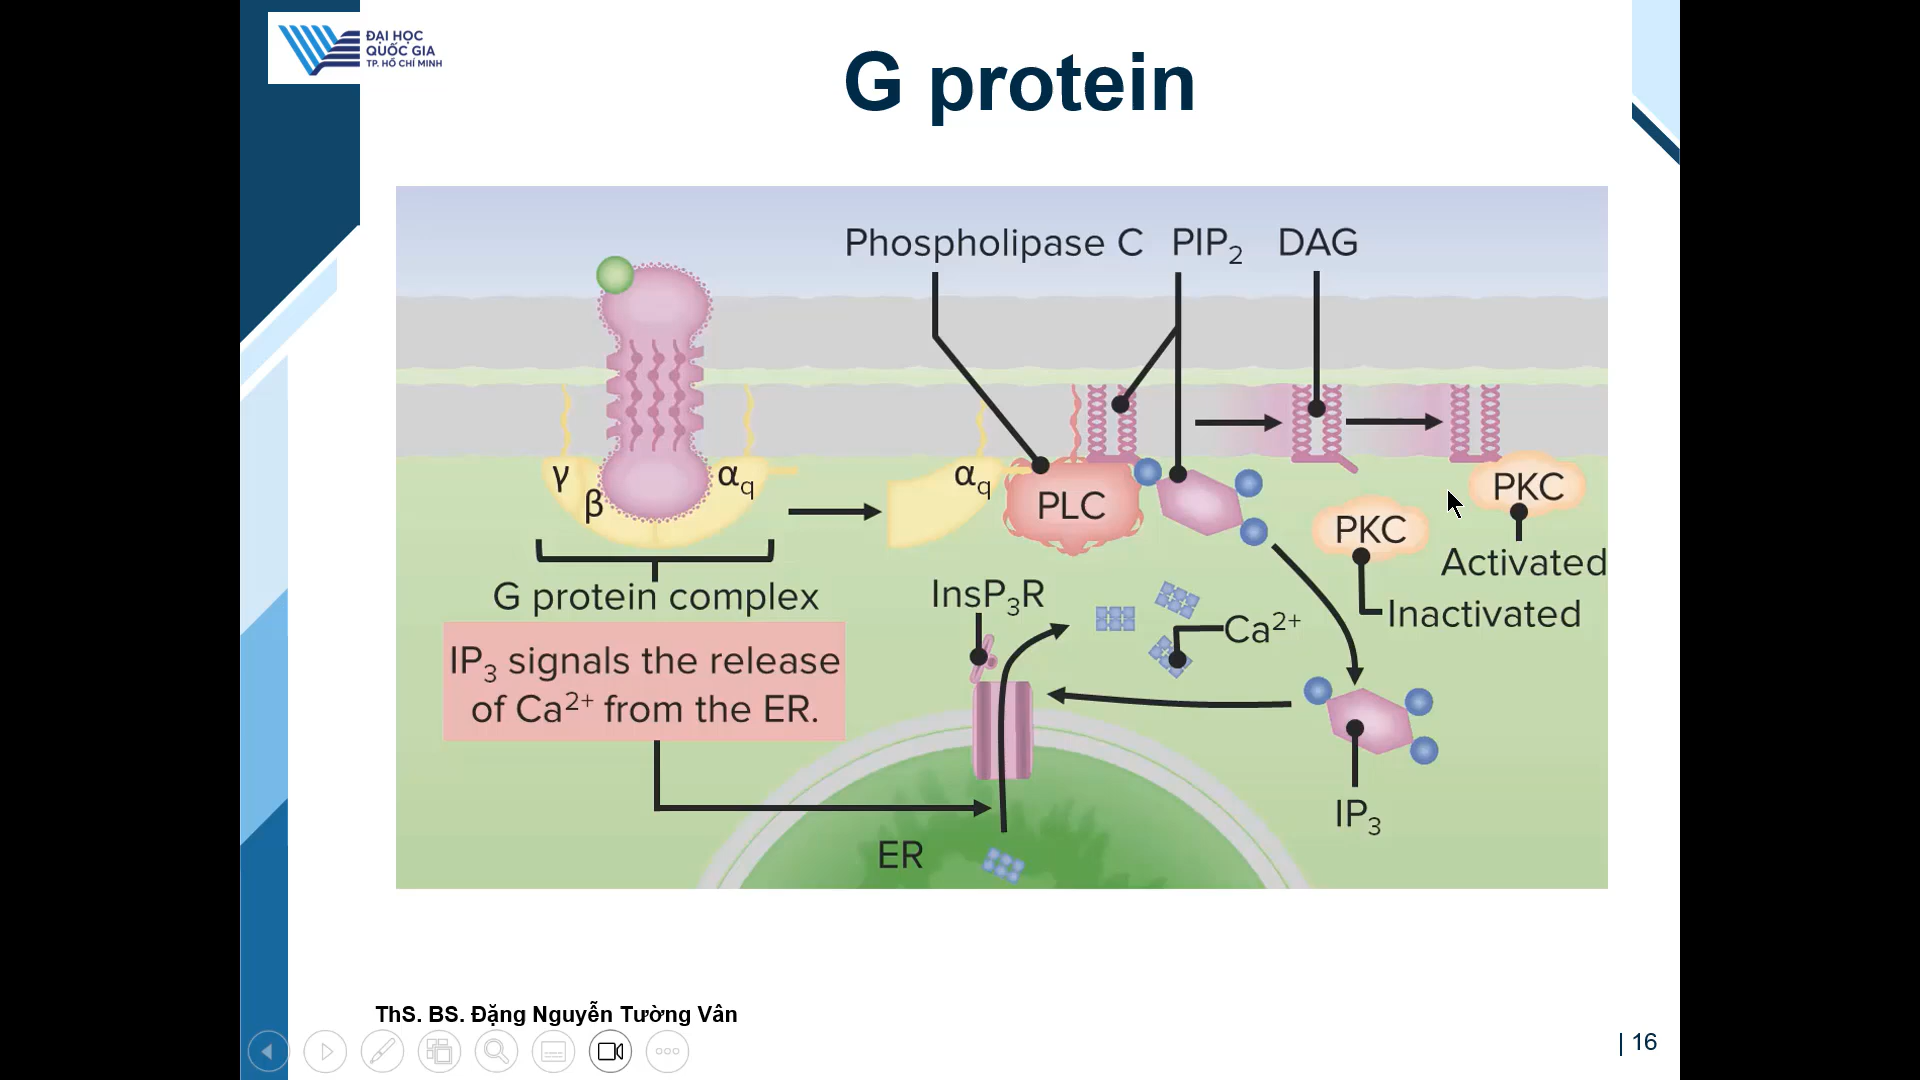 ĐẠI HỌC
QUỐC GIA
TP. HỒ CHÍ MINH
G protein
Phospholipase C PIP₂ DAG
γ
β
αq
αq
PLC
PKC
PKC
Activated
Inactivated
G protein complex
InsP₃R
Ca²⁺
IP₃ signals the release
of Ca²⁺ from the ER.
IP₃
ER
ThS. BS. Đặng Nguyễn Tường Vân
| 16